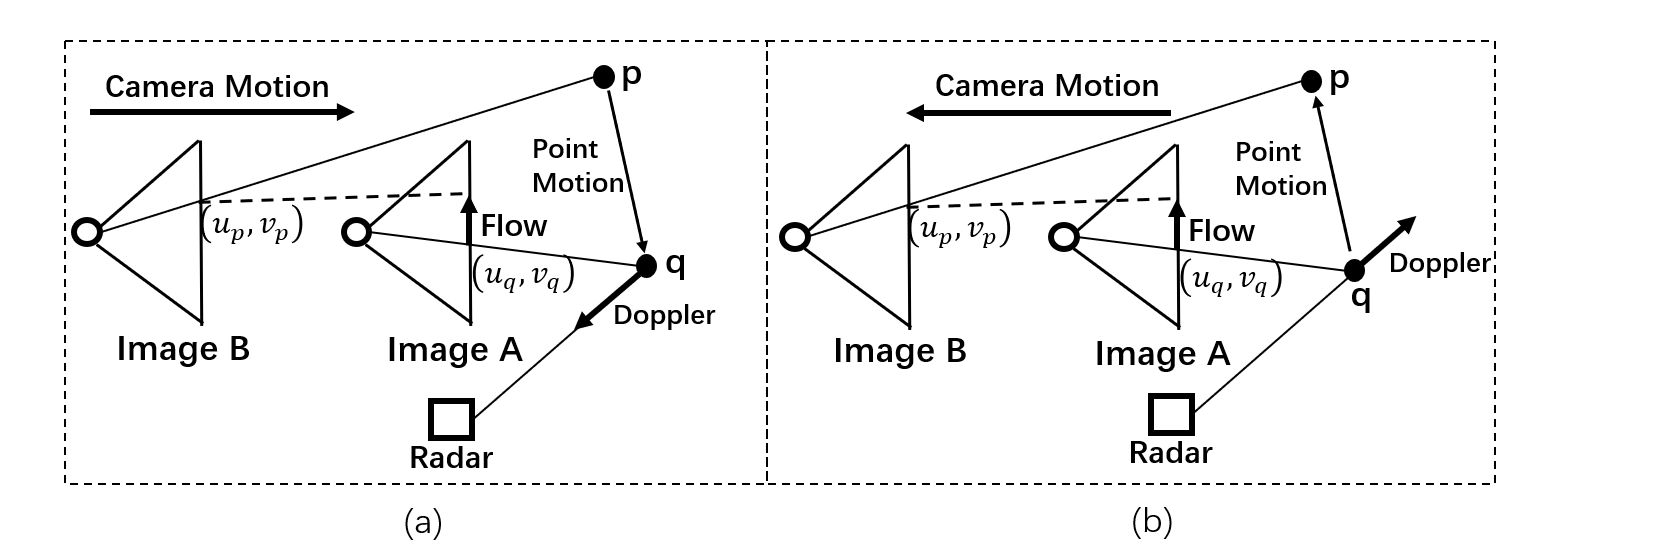 Camera Motion
p
Point
Motion
(u_p, v_p)
Flow
q
(u_q, v_q)
Doppler
Image B
Image A
Radar
(a)
Camera Motion
p
Point
Motion
(u_p, v_p)
Flow
Doppler
(u_q, v_q)
q
Image B
Image A
Radar
(b)